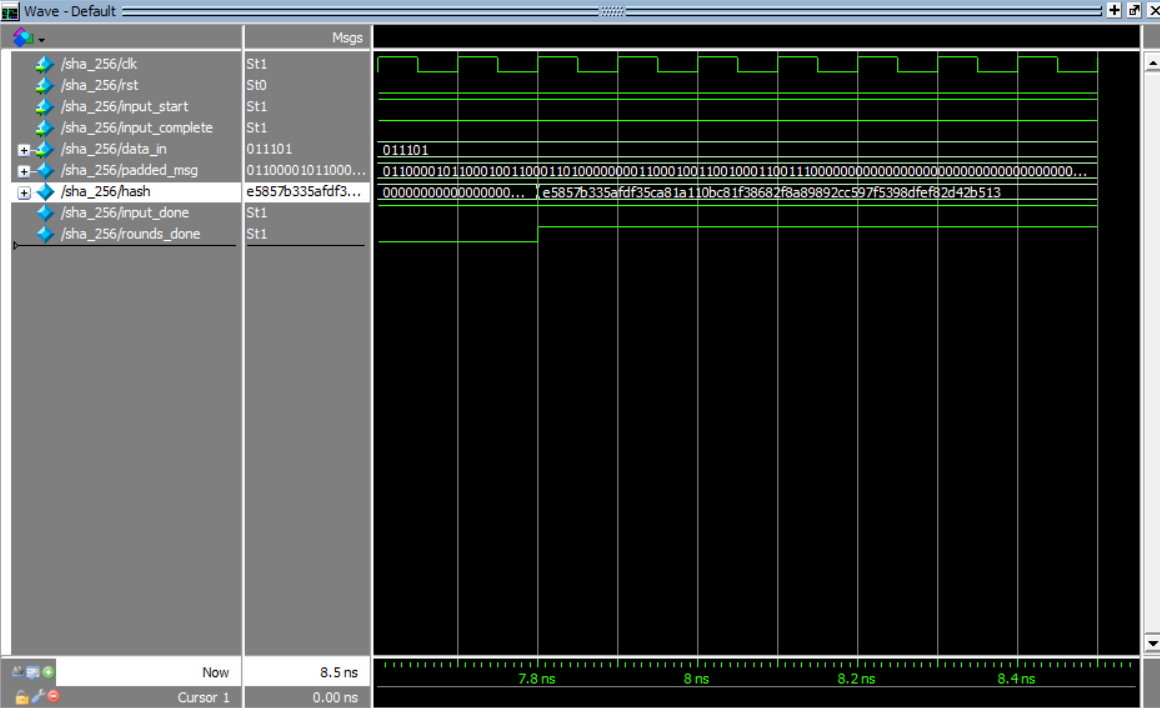 Wave - Default
Msgs
/sha_256/clk St1
/sha_256/rst St0
/sha_256/input_start St1
/sha_256/input_complete St1
/sha_256/data_in 011101 011101
/sha_256/padded_msg 01100001011000... 01100001011000100110001101000000001100010011001000110011100000000000000000000000000000000000000000...
/sha_256/hash e5857b335afdf3... 000000000000000000... e5857b335afdf35ca81a110bc81f38682f8a89892cc597f5398dfef82d42b513
/sha_256/input_done St1
/sha_256/rounds_done St1
Now 8.5 ns
7.8 ns 8 ns 8.2 ns 8.4 ns
Cursor 1 0.00 ns